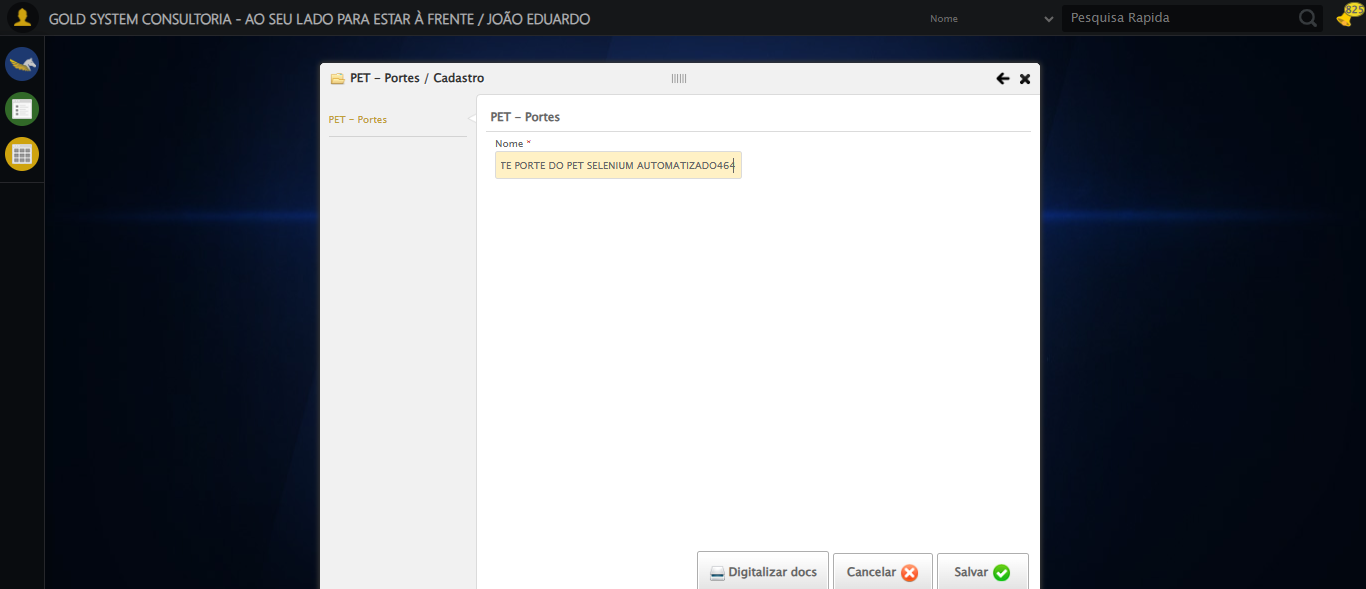 GOLD SYSTEM CONSULTORIA - AO SEU LADO PARA ESTAR À FRENTE / JOÃO EDUARDO
Nome
Pesquisa Rapida
825
PET - Portes / Cadastro
PET - Portes
PET - Portes
Nome *
TE PORTE DO PET SELENIUM AUTOMATIZADO464
Digitalizar docs
Cancelar
Salvar